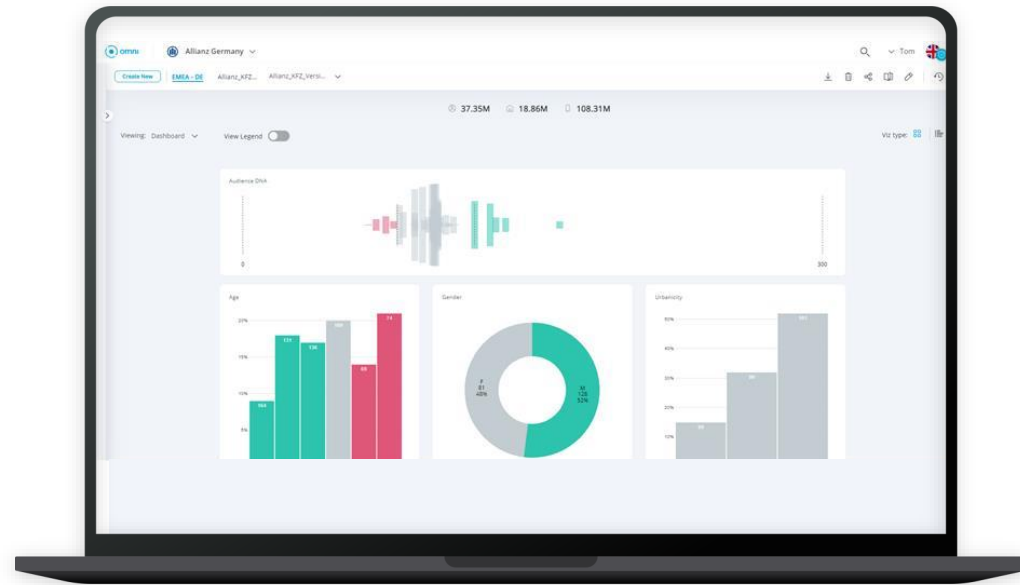 omni
Allianz Germany
Tom
Create New
EMEA - DE
Allianz_KFZ...
Allianz_KFZ_Versi...
37.35M
18.86M
108.31M
Viewing: Dashboard
View Legend
Viz type:
Audience DNA
0
300
Age
20%
15%
10%
5%
Gender
F
81
48%
M
128
52%
Urbanicity
50%
40%
30%
20%
10%